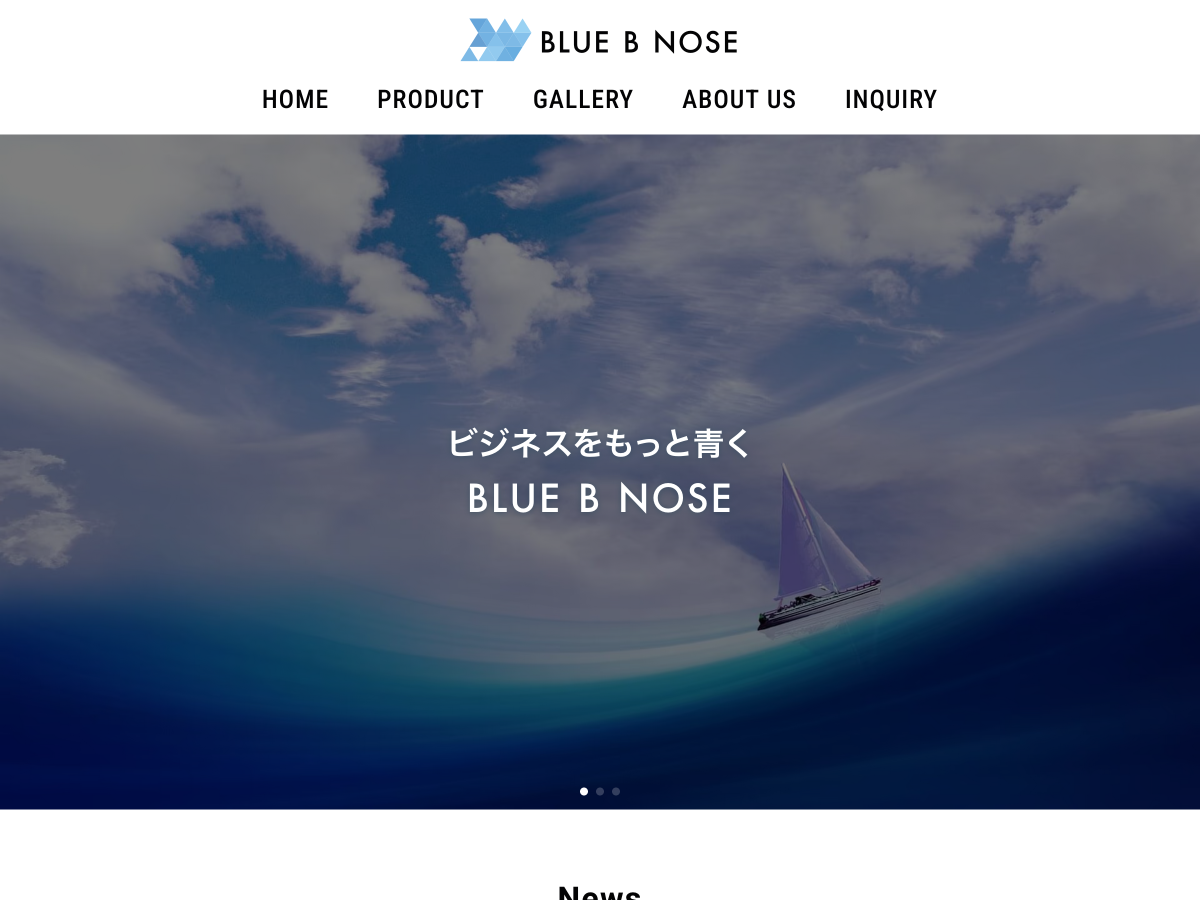 BLUE B NOSE
HOME PRODUCT GALLERY ABOUT US INQUIRY
ビジネスをもっと青く
BLUE B NOSE
News